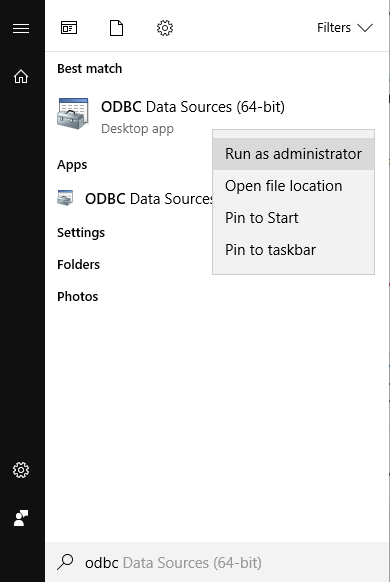 Filters
Best match
ODBC Data Sources (64-bit)
Desktop app
Run as administrator
Open file location
Pin to Start
Pin to taskbar
Apps
ODBC Data Sources
Settings
Folders
Photos
odbc Data Sources (64-bit)